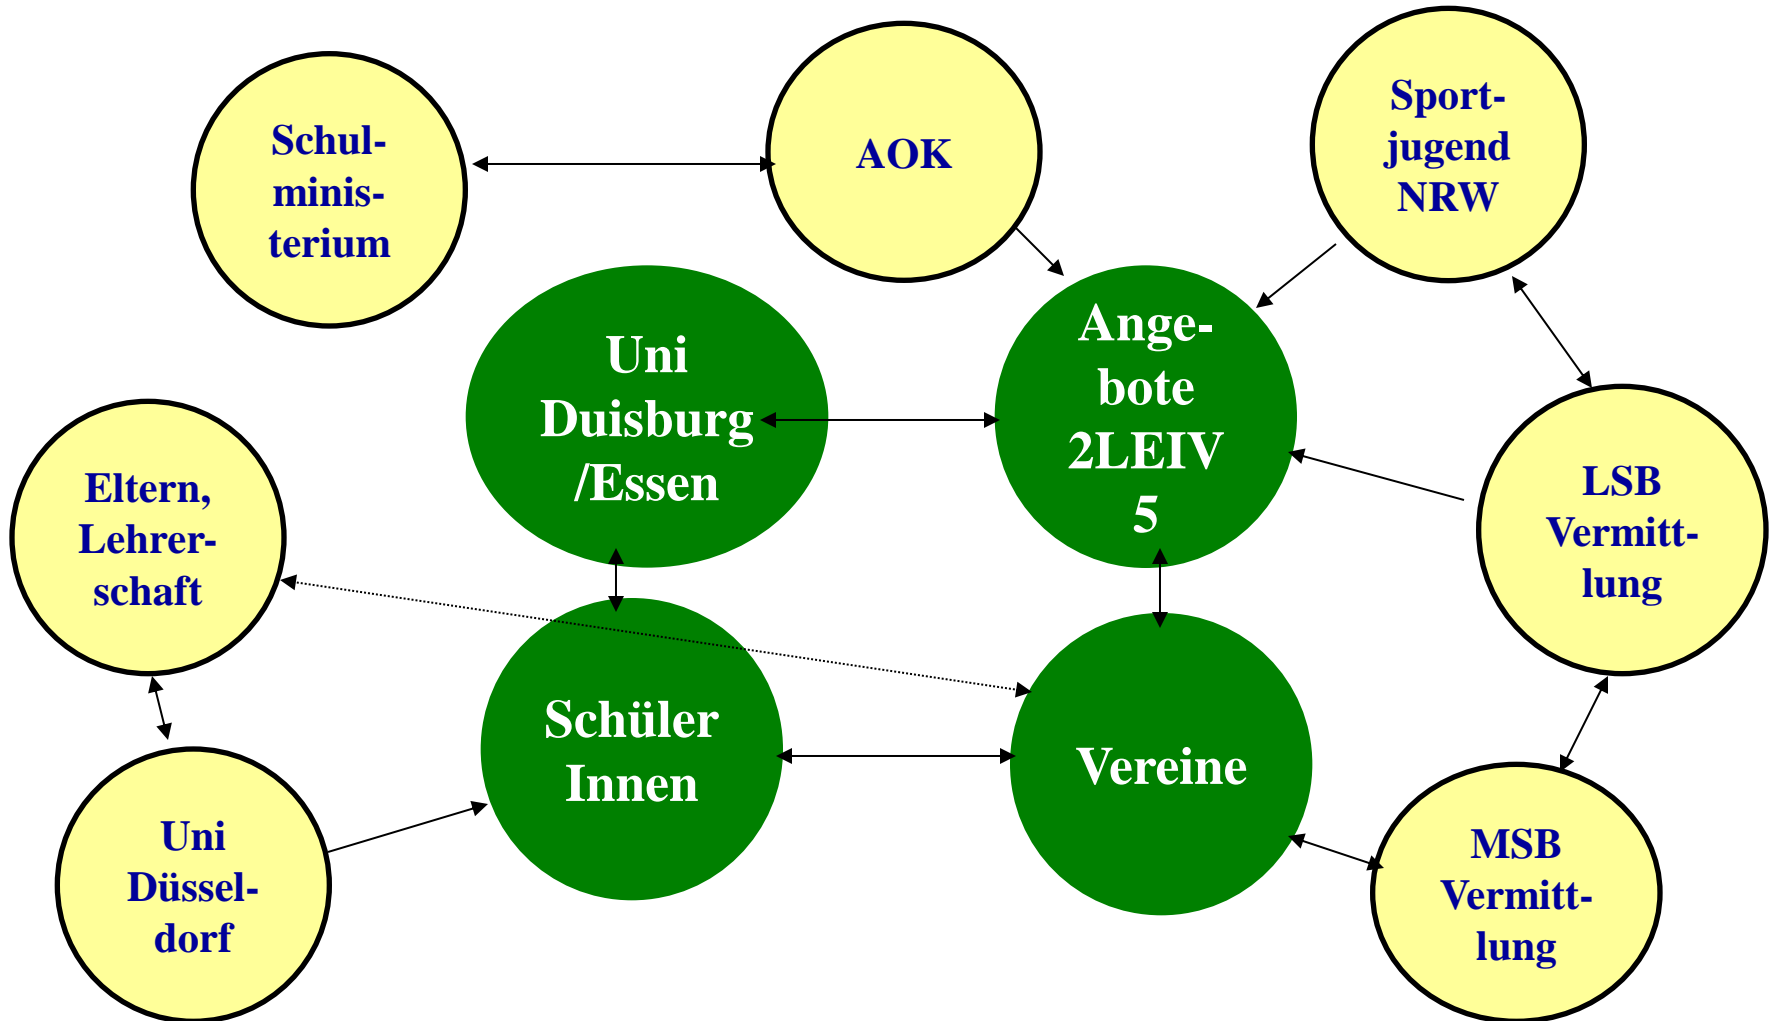 Schul-
minis-
terium
AOK
Sport-
jugend
NRW
Uni
Duisburg
/Essen
Ange-
bote
2LEIV
5
Eltern,
Lehrer-
schaft
LSB
Vermitt-
lung
Schüler
Innen
Vereine
Uni
Düssel-
dorf
MSB
Vermitt-
lung